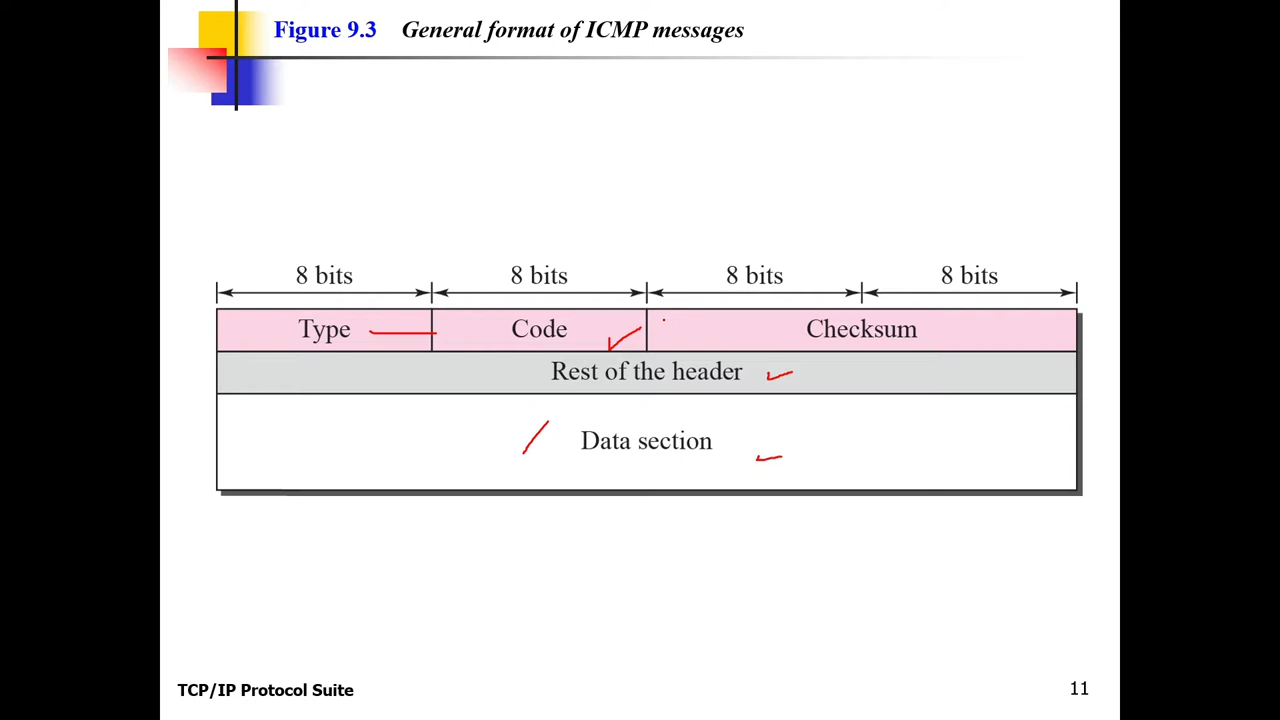 Figure 9.3 General format of ICMP messages
8 bits 8 bits 8 bits 8 bits
Type Code Checksum
Rest of the header
Data section
TCP/IP Protocol Suite 11